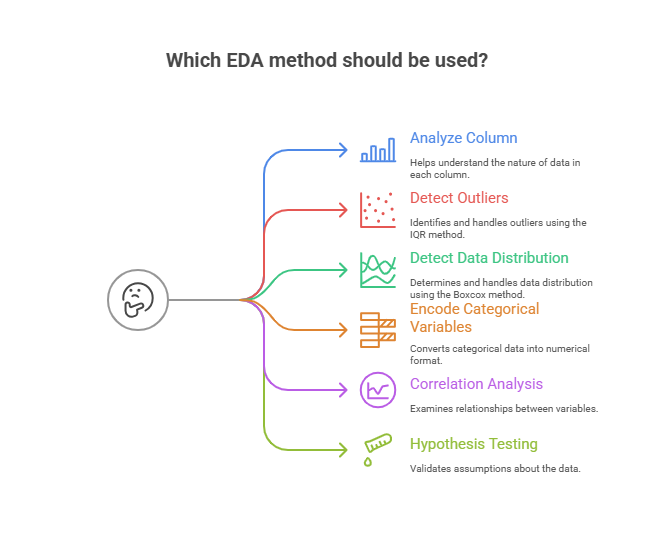 Which EDA method should be used?
Analyze Column
Helps understand the nature of data in
each column.
Detect Outliers
Identifies and handles outliers using the
IQR method.
Detect Data Distribution
Determines and handles data distribution
using the Boxcox method.
Encode Categorical
Variables
Converts categorical data into numerical
format.
Correlation Analysis
Examines relationships between variables.
Hypothesis Testing
Validates assumptions about the data.